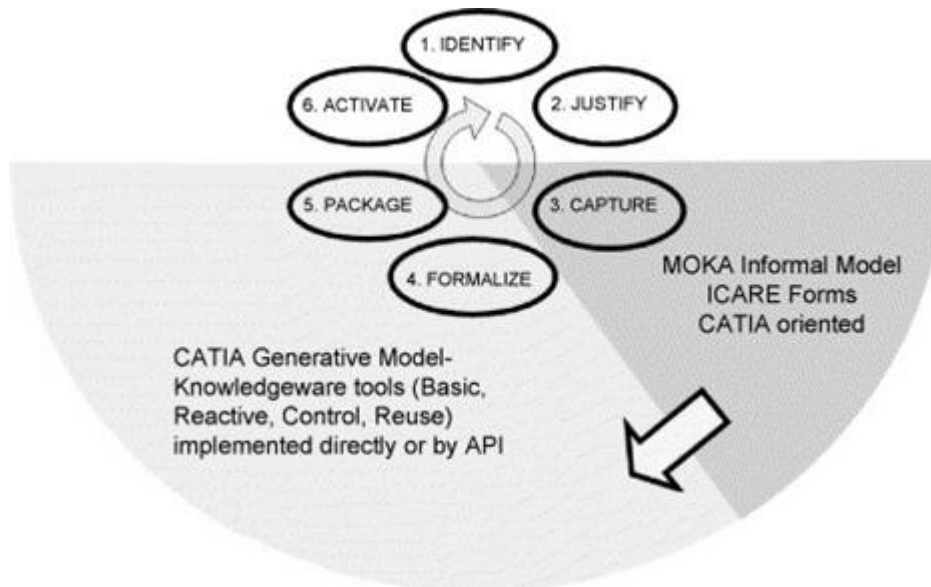 1. IDENTIFY
2. JUSTIFY
3. CAPTURE
4. FORMALIZE
5. PACKAGE
6. ACTIVATE
MOKA Informal Model
ICARE Forms
CATIA oriented
CATIA Generative Model-
Knowledgeware tools (Basic,
Reactive, Control, Reuse)
implemented directly or by API